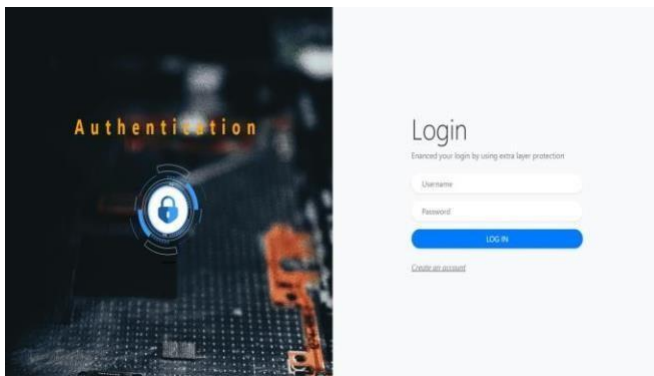 Authentication
Login
Enanced your login by using extra layer protection
Username
Password
LOG IN
Create an account